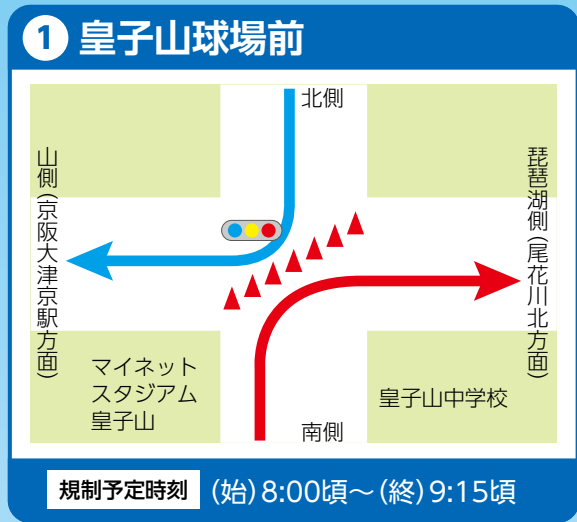 1 皇子山球場前
北側
山側(京阪大津京駅方面)
琵琶湖側(尾花川北方面)
マイネット
スタジアム
皇子山
皇子山中学校
南側
規制予定時刻 (始)8:00頃〜(終)9:15頃